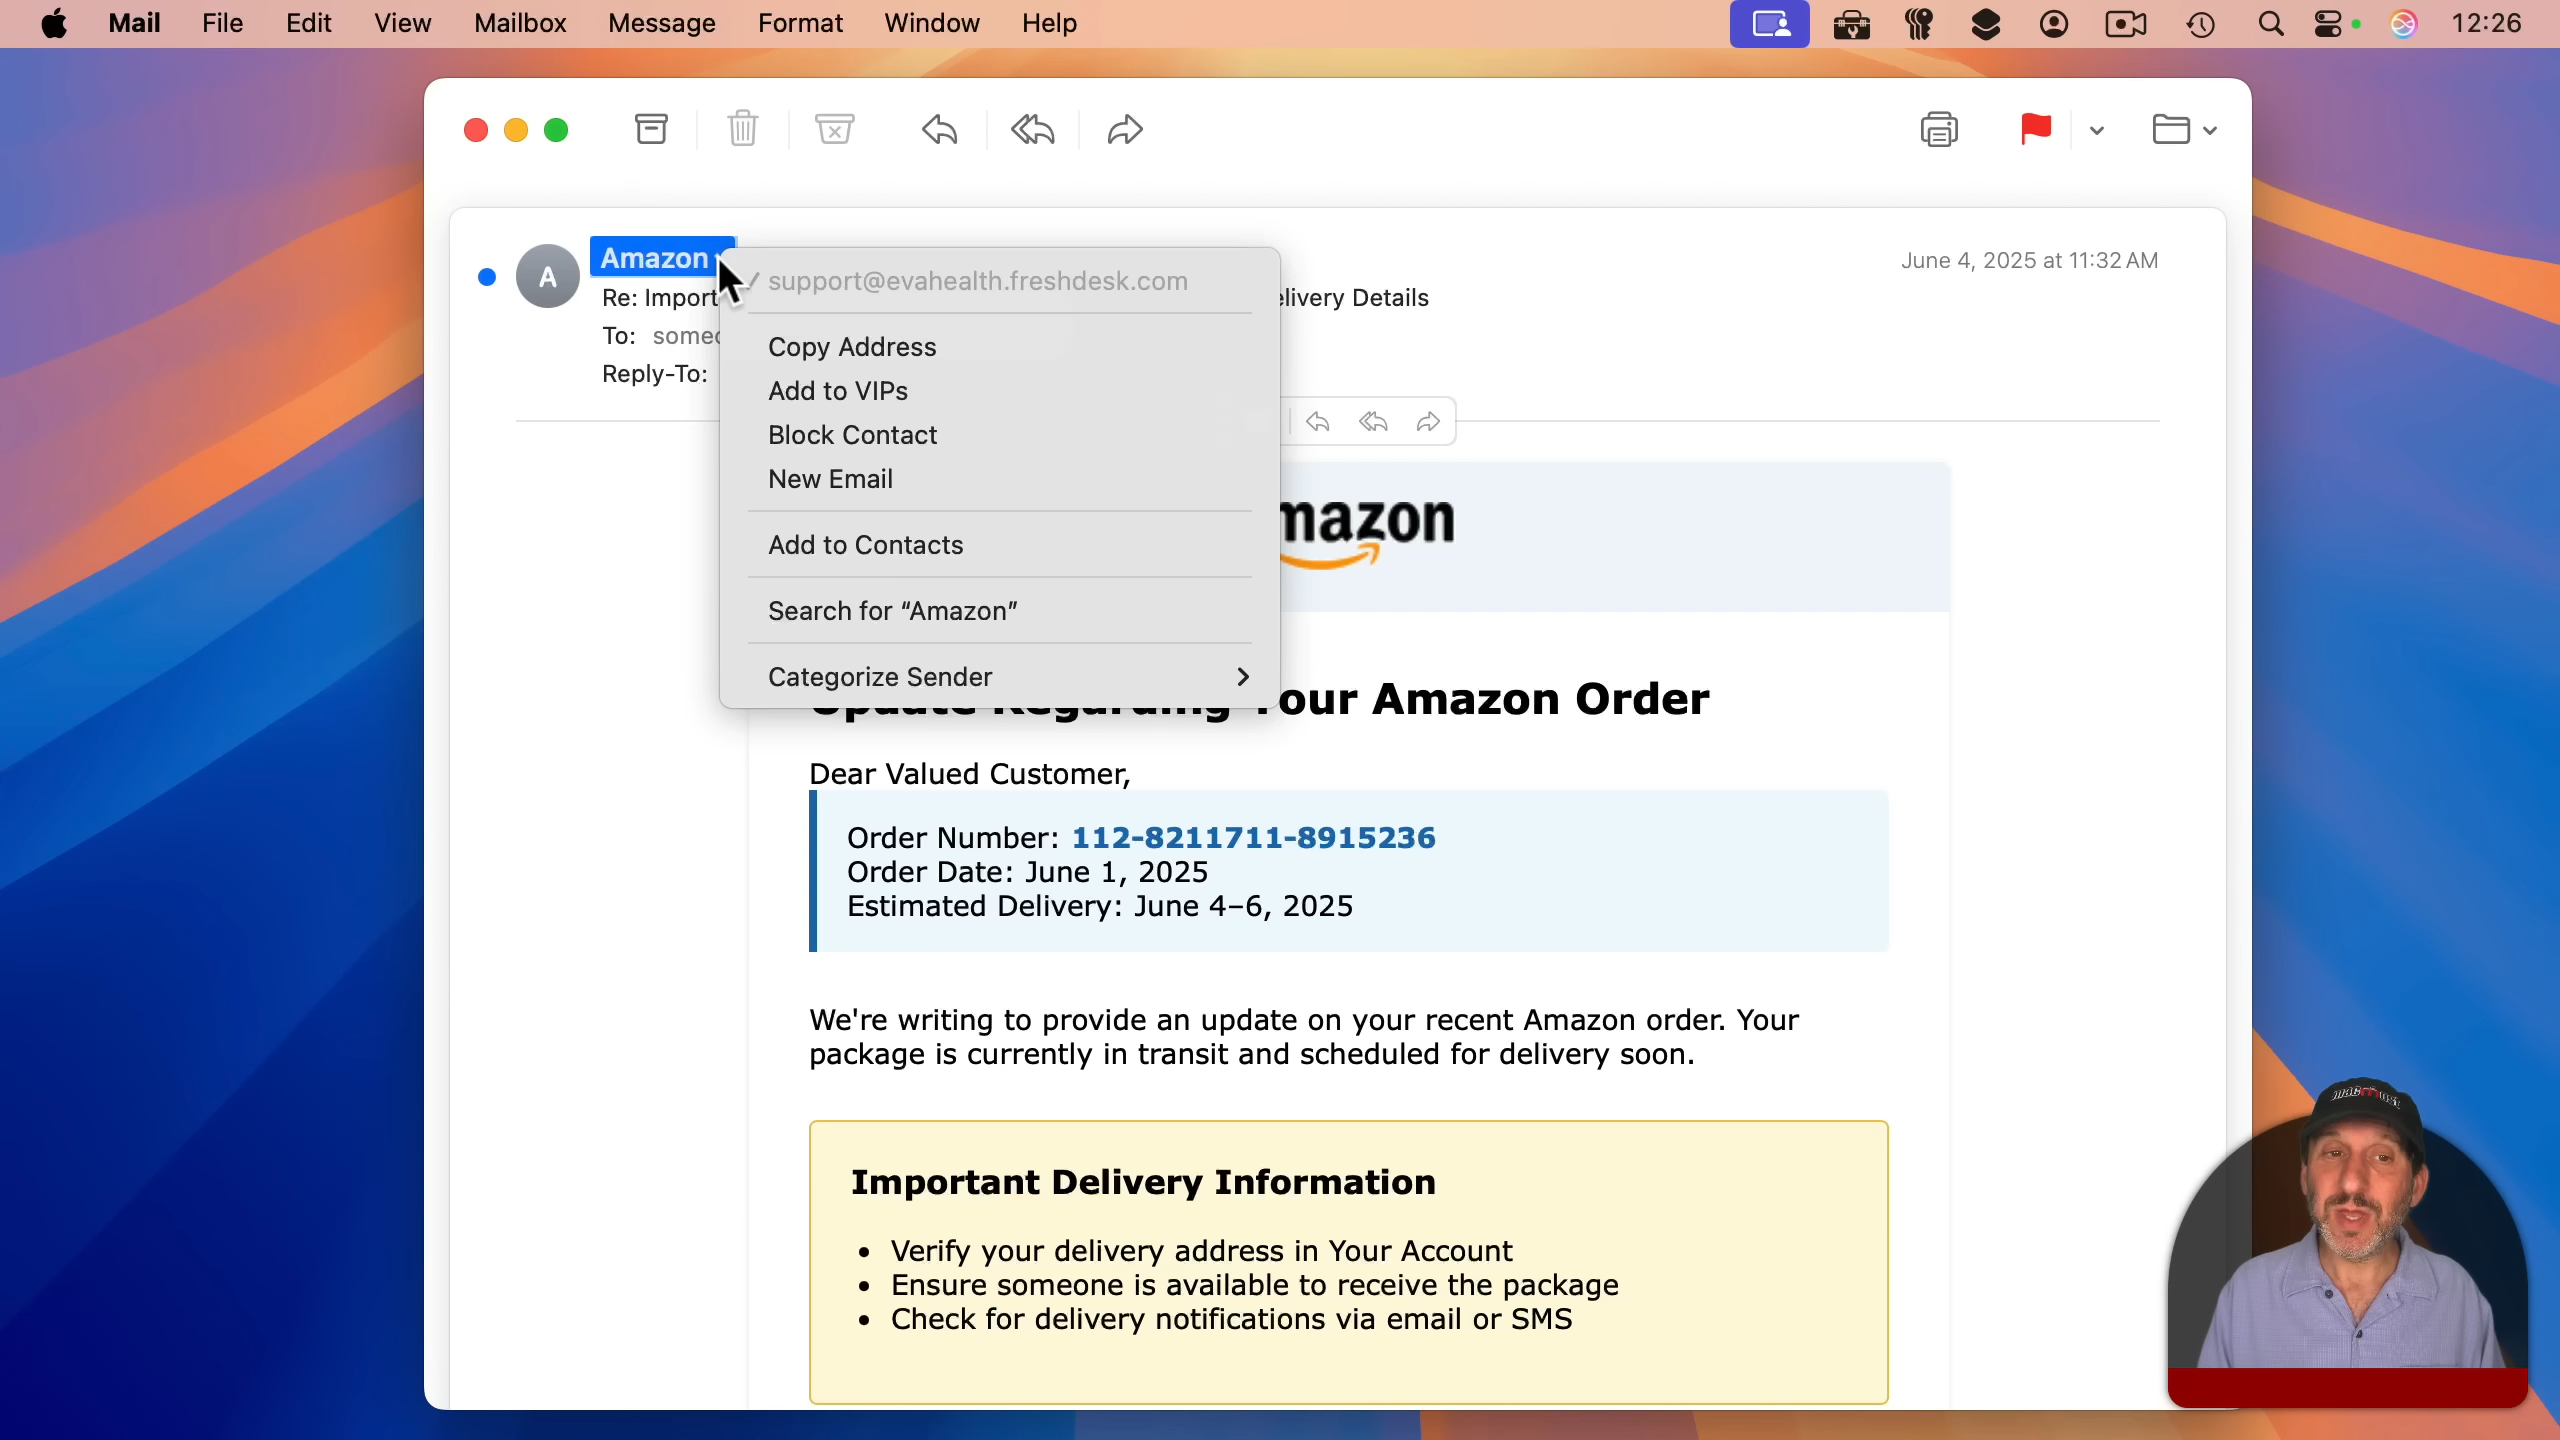 Mail File Edit View Mailbox Message Format Window Help 12:26
A
Amazon
June 4, 2025 at 11:32 AM
Re: Import
elivery Details
To:
Reply-To:
support@evahealth.freshdesk.com
Copy Address
Add to VIPs
Block Contact
New Email
Add to Contacts
Search for “Amazon”
Categorize Sender
mazon
Update Regarding Your Amazon Order
Dear Valued Customer,
Order Number: 112-8211711-8915236
Order Date: June 1, 2025
Estimated Delivery: June 4–6, 2025
We're writing to provide an update on your recent Amazon order. Your
package is currently in transit and scheduled for delivery soon.
Important Delivery Information
• Verify your delivery address in Your Account
• Ensure someone is available to receive the package
• Check for delivery notifications via email or SMS
macmost